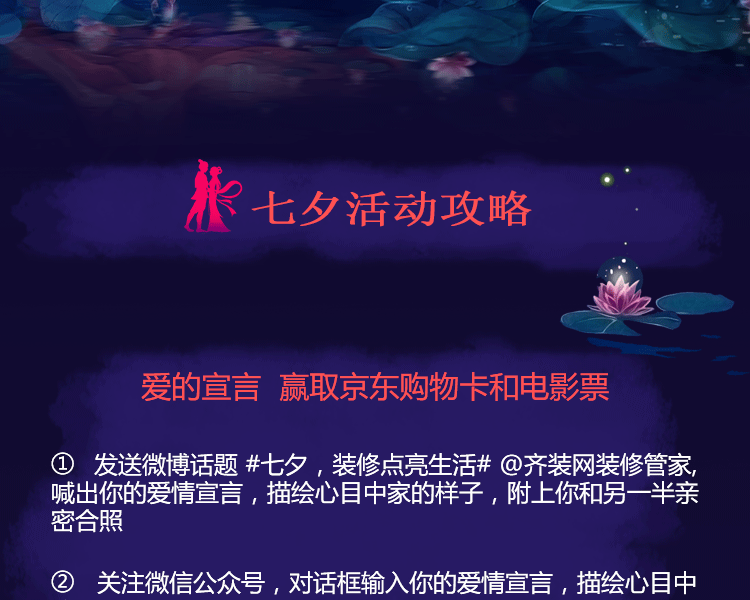 七夕活动攻略
爱的宣言 赢取京东购物卡和电影票
① 发送微博话题 #七夕，装修点亮生活# @齐装网装修管家,
喊出你的爱情宣言，描绘心目中家的样子，附上你和另一半亲
密合照
② 关注微信公众号，对话框输入你的爱情宣言，描绘心目中